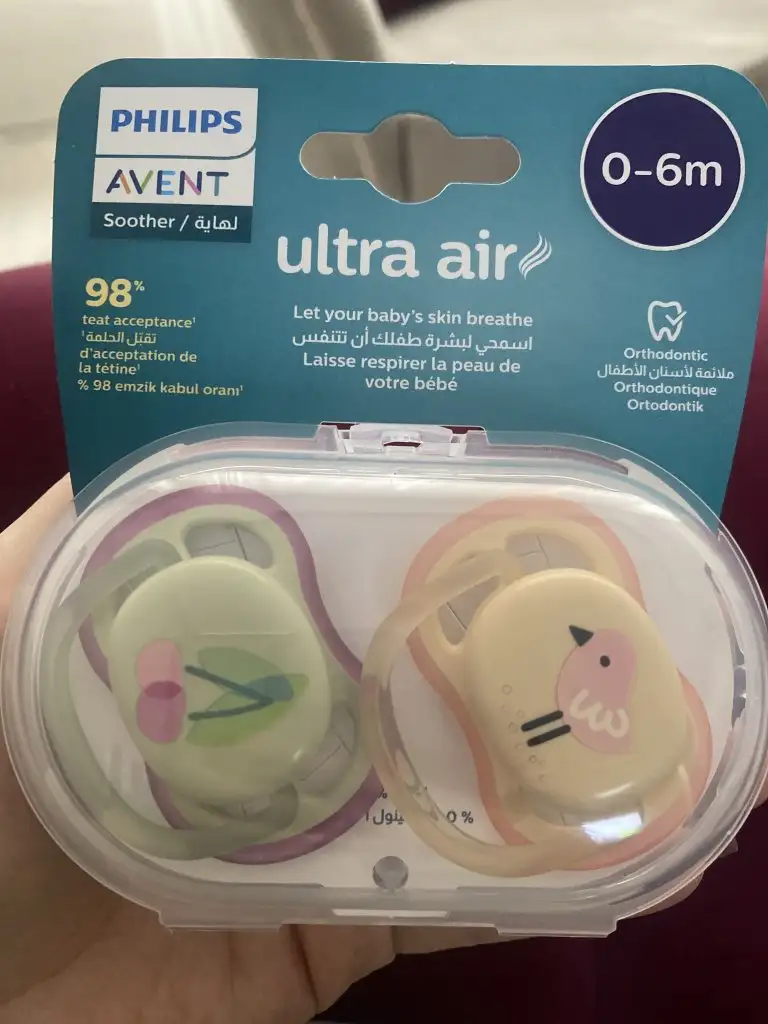 PHILIPS
AVENT
Soother / لهاية
0-6m
ultra air
98%
teat acceptance¹
تقبّل الحلمة¹
d'acceptation de
la tétine¹
% 98 emzik kabul oranı¹
Let your baby's skin breathe
اسمحي لبشرة طفلك أن تتنفس
Laisse respirer la peau de
votre bébé
Orthodontic
ملائمة لأسنان الأطفال
Orthodontique
Ortodontik
%
0 %